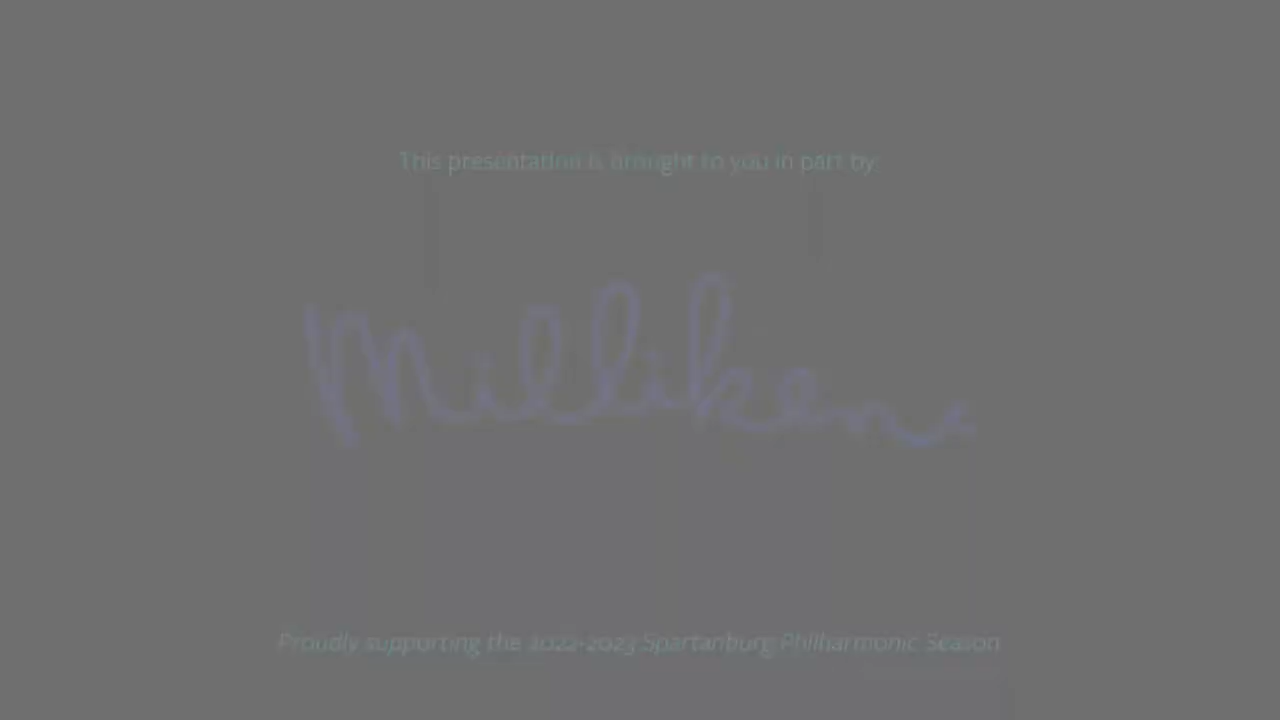 This presentation is brought to you in part by:
Milliken
Proudly supporting the 2022-2023 Spartanburg Philharmonic Season